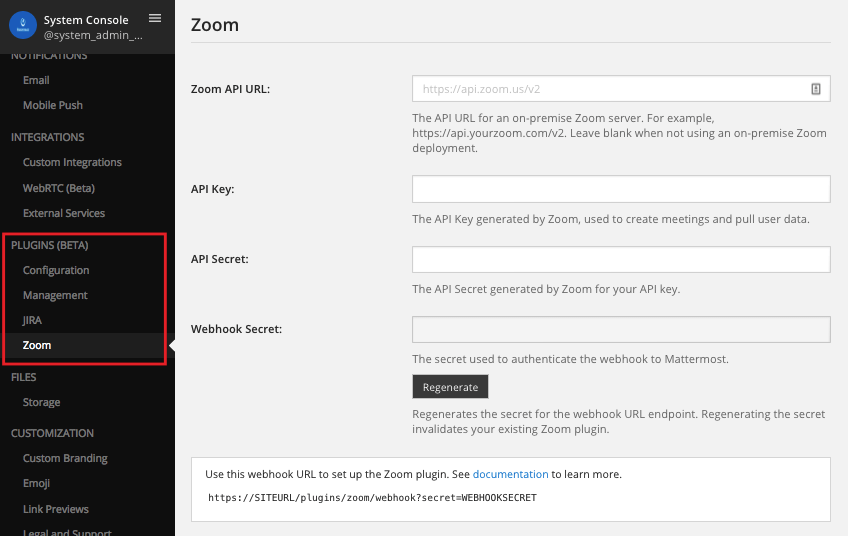 System Console
@system_admin_...
NOTIFICATIONS
Email
Mobile Push
INTEGRATIONS
Custom Integrations
WebRTC (Beta)
External Services
PLUGINS (BETA)
Configuration
Management
JIRA
Zoom
FILES
Storage
CUSTOMIZATION
Custom Branding
Emoji
Link Previews
Legal and Support
Zoom
Zoom API URL:
https://api.zoom.us/v2
The API URL for an on-premise Zoom server. For example,
https://api.yourzoom.com/v2. Leave blank when not using an on-premise Zoom
deployment.
API Key:
The API Key generated by Zoom, used to create meetings and pull user data.
API Secret:
The API Secret generated by Zoom for your API key.
Webhook Secret:
The secret used to authenticate the webhook to Mattermost.
Regenerate
Regenerates the secret for the webhook URL endpoint. Regenerating the secret
invalidates your existing Zoom plugin.
Use this webhook URL to set up the Zoom plugin. See documentation to learn more.
https://SITEURL/plugins/zoom/webhook?secret=WEBHOOKSECRET